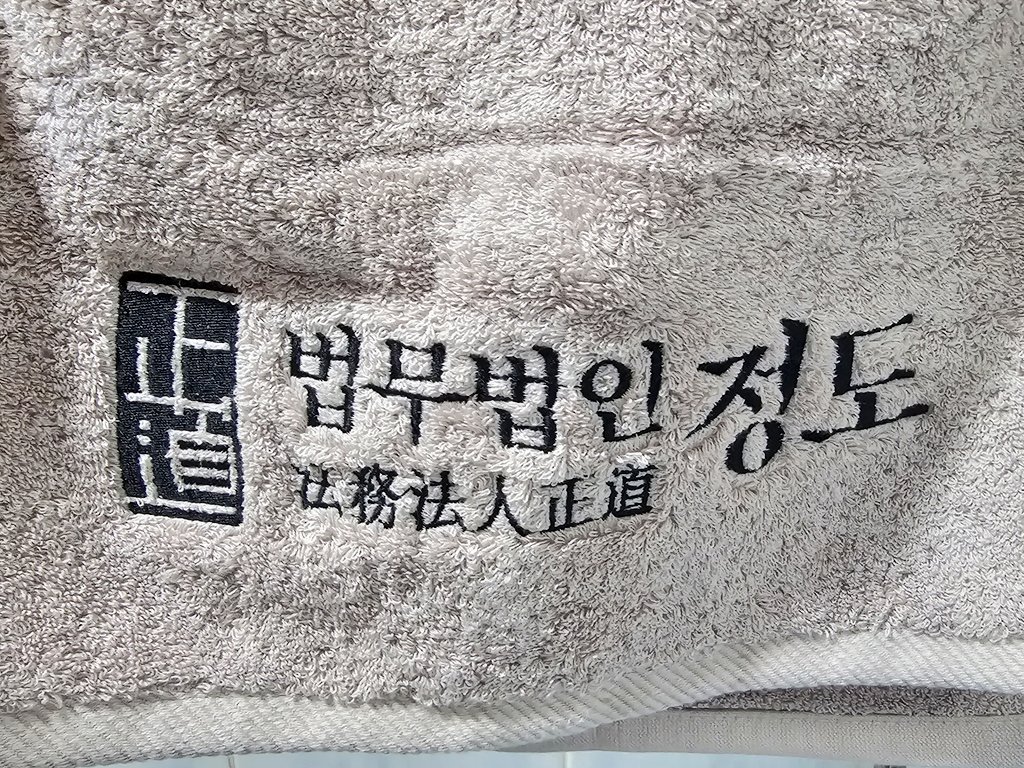 正道
법무법인 정도
法務法人正道